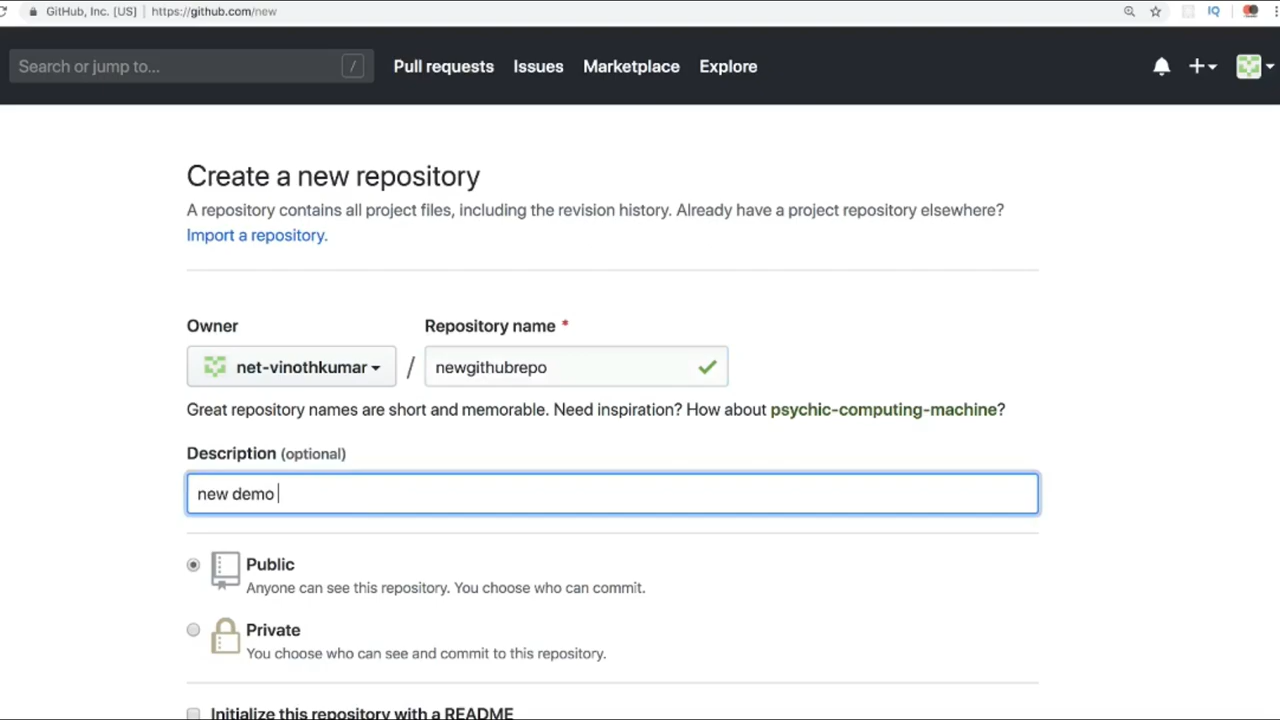 GitHub, Inc. [US] https://github.com/new IQ
Search or jump to... / Pull requests Issues Marketplace Explore
Create a new repository
A repository contains all project files, including the revision history. Already have a project repository elsewhere?
Import a repository.
Owner Repository name *
net-vinothkumar / newgithubrepo
Great repository names are short and memorable. Need inspiration? How about psychic-computing-machine?
Description (optional)
new demo
Public
Anyone can see this repository. You choose who can commit.
Private
You choose who can see and commit to this repository.
Initialize this repository with a README